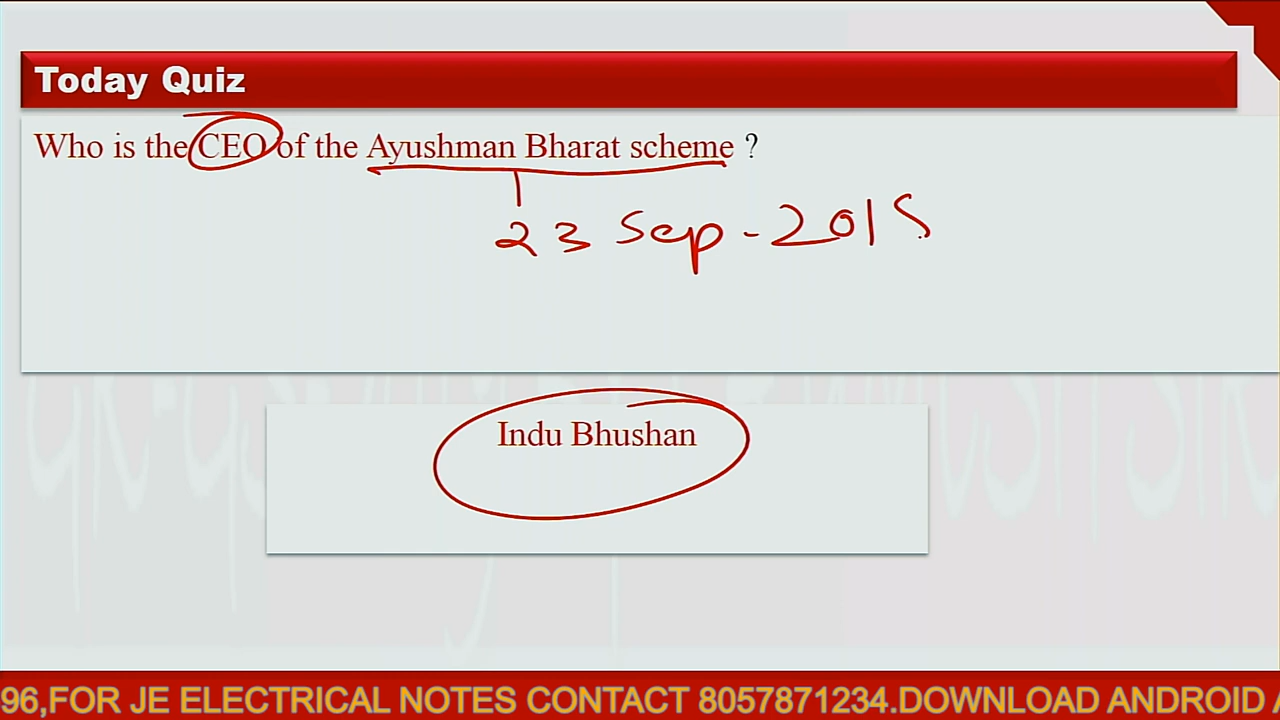 Today Quiz
Who is the CEO of the Ayushman Bharat scheme ?
23 Sep - 201
Indu Bhushan
96,FOR JE ELECTRICAL NOTES CONTACT 8057871234.DOWNLOAD ANDROID A